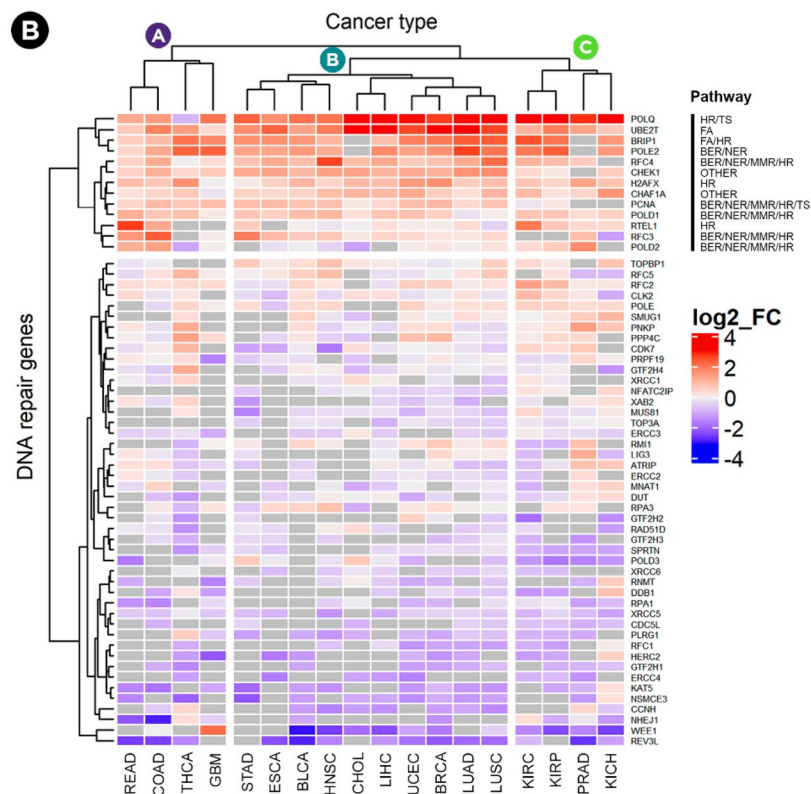 B
Cancer type
A
B
C
Pathway
POLQ HR/TS
UBE2T FA
BRIP1 FA/HR
POLE2 BER/NER
RFC4 BER/NER/MMR/HR
CHEK1 OTHER
H2AFX HR
CHAF1A OTHER
PCNA BER/NER/MMR/HR/TS
POLD1 BER/NER/MMR/HR
RTEL1 HR
RFC3 BER/NER/MMR/HR
POLD2 BER/NER/MMR/HR
TOPBP1
RFC5
RFC2
CLK2
POLE
SMUG1
PNKP
PPP4C
CDK7
PRPF19
GTF2H4
XRCC1
NFATC2IP
XAB2
MUS81
TOP3A
ERCC3
RMI1
LIG3
ATRIP
ERCC2
MNAT1
DUT
RPA3
GTF2H2
RAD51D
GTF2H3
SPRTN
POLD3
XRCC6
RNMT
DDB1
RPA1
XRCC5
CDC5L
PLRG1
RFC1
HERC2
GTF2H1
ERCC4
KAT5
NSMCE3
CCNH
NHEJ1
WEE1
REV3L
log2_FC
4
2
0
-2
-4
DNA repair genes
READ COAD THCA GBM STAD ESCA BLCA HNSC CHOL LIHC UCEC BRCA LUAD LUSC KIRC KIRP PRAD KICH